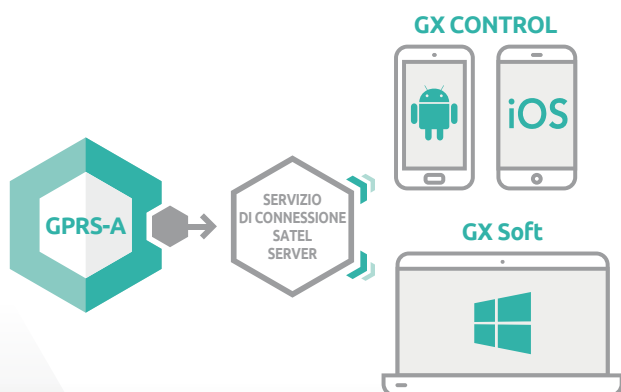 GX CONTROL
iOS
GPRS-A
SERVIZIO
DI CONNESSIONE
SATEL
SERVER
GX Soft